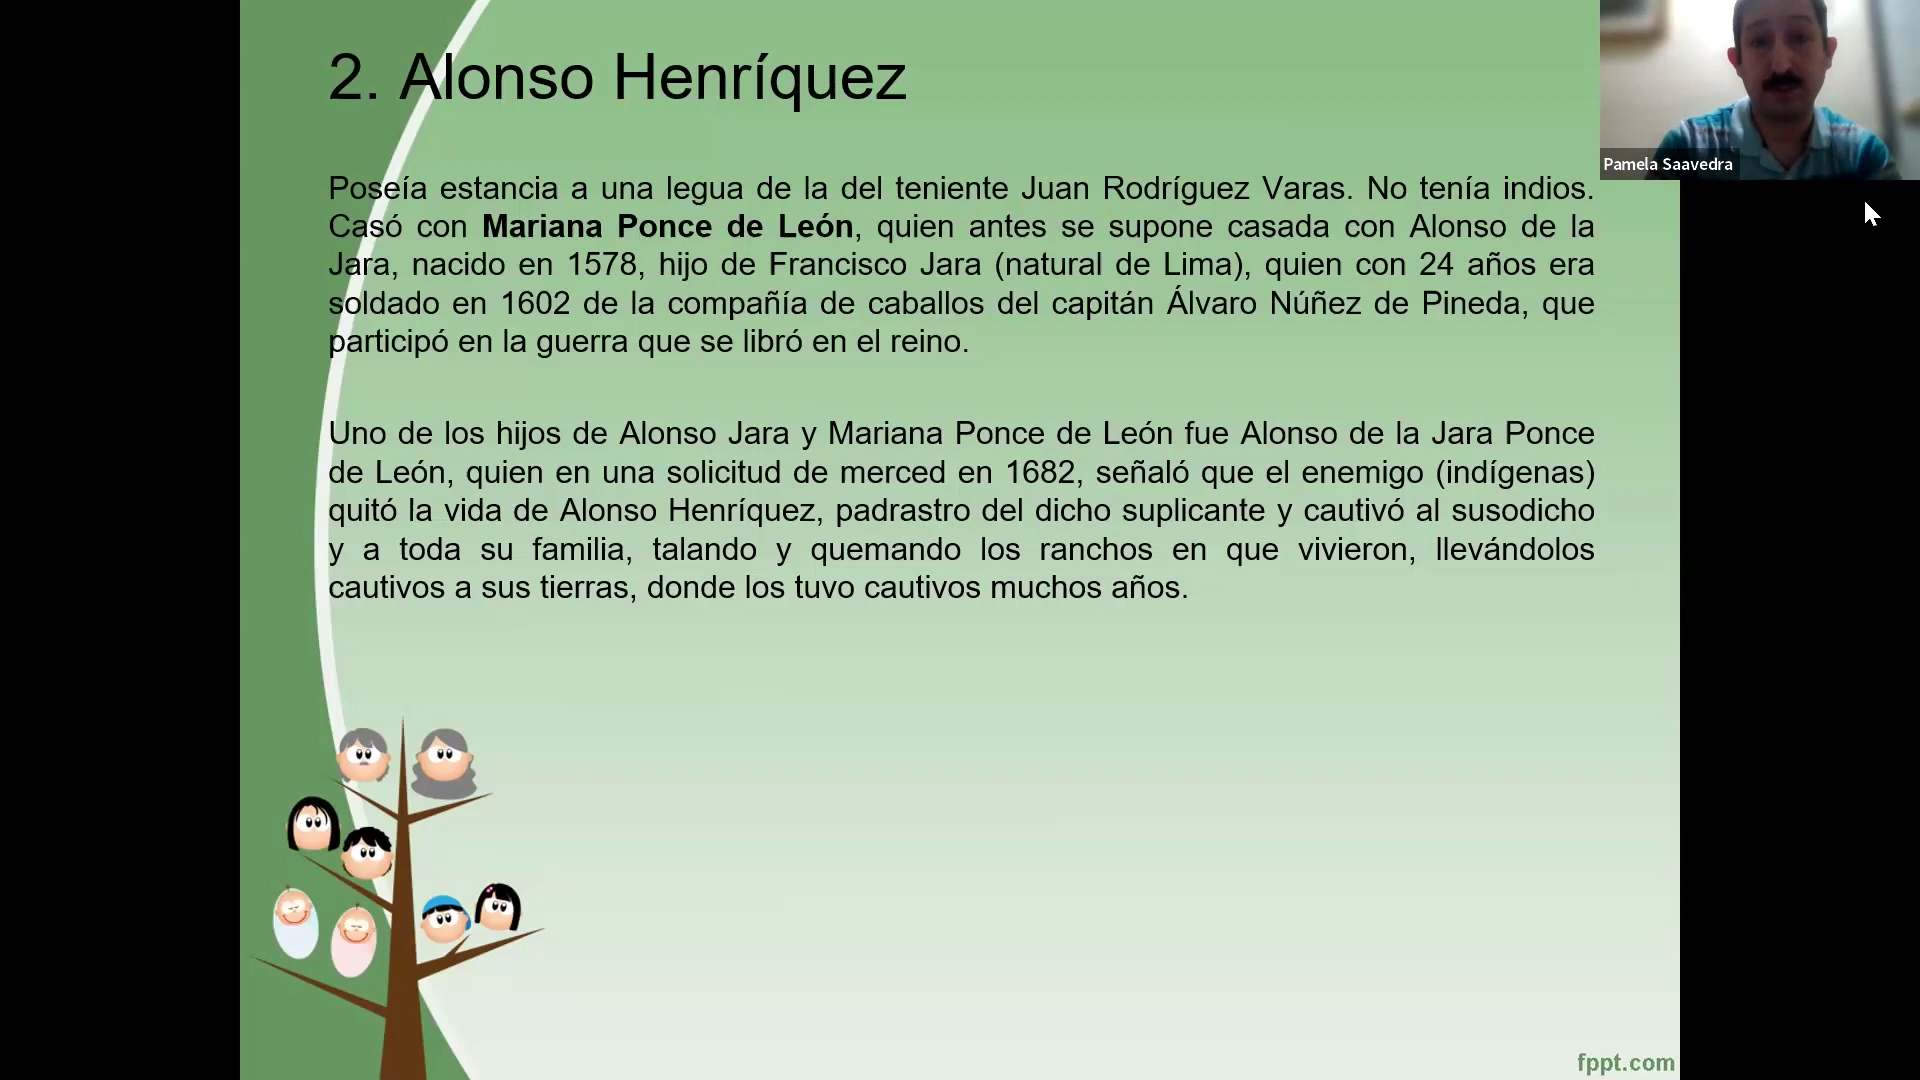 2. Alonso Henríquez
Poseía estancia a una legua de la del teniente Juan Rodríguez Varas. No tenía indios.
Casó con Mariana Ponce de León, quien antes se supone casada con Alonso de la
Jara, nacido en 1578, hijo de Francisco Jara (natural de Lima), quien con 24 años era
soldado en 1602 de la compañía de caballos del capitán Álvaro Núñez de Pineda, que
participó en la guerra que se libró en el reino.
Uno de los hijos de Alonso Jara y Mariana Ponce de León fue Alonso de la Jara Ponce
de León, quien en una solicitud de merced en 1682, señaló que el enemigo (indígenas)
quitó la vida de Alonso Henríquez, padrastro del dicho suplicante y cautivó al susodicho
y a toda su familia, talando y quemando los ranchos en que vivieron, llevándolos
cautivos a sus tierras, donde los tuvo cautivos muchos años.
Pamela Saavedra
fppt.com